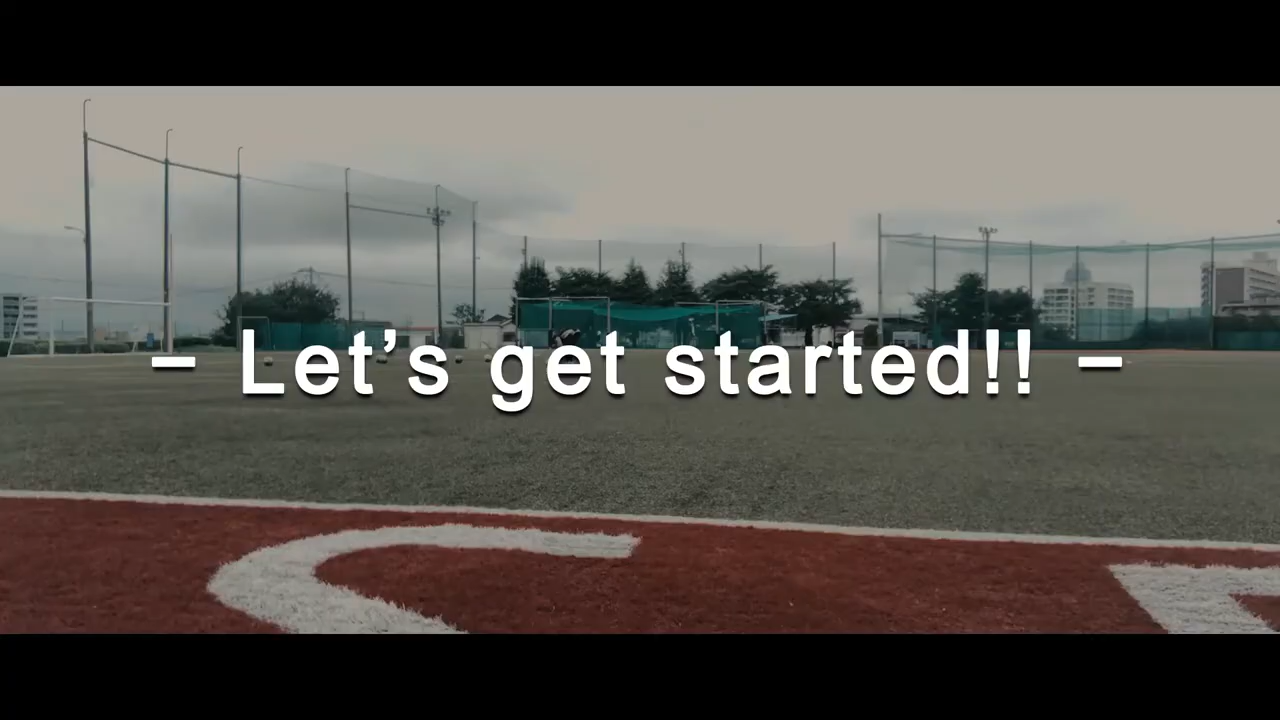 – Let’s get started!! –